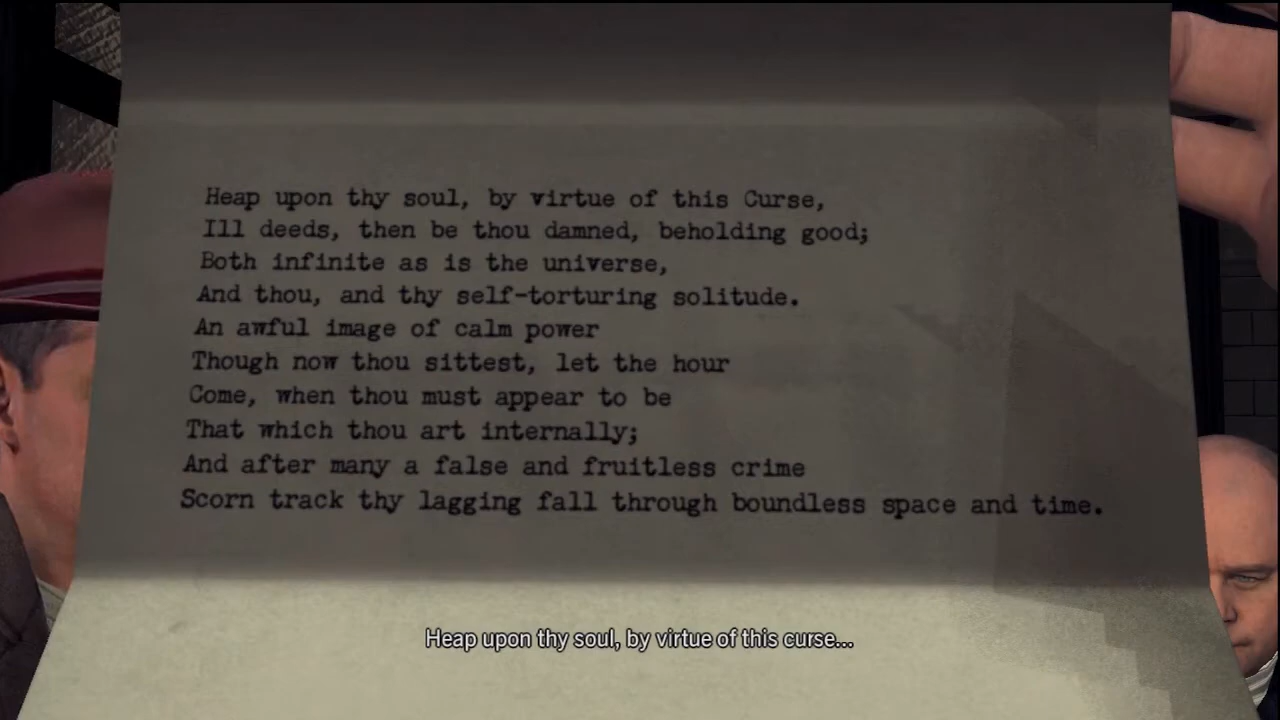 Heap upon thy soul, by virtue of this Curse,
Ill deeds, then be thou damned, beholding good;
Both infinite as is the universe,
And thou, and thy self-torturing solitude.
An awful image of calm power
Though now thou sittest, let the hour
Come, when thou must appear to be
That which thou art internally;
And after many a false and fruitless crime
Scorn track thy lagging fall through boundless space and time.
Heap upon thy soul, by virtue of this curse...